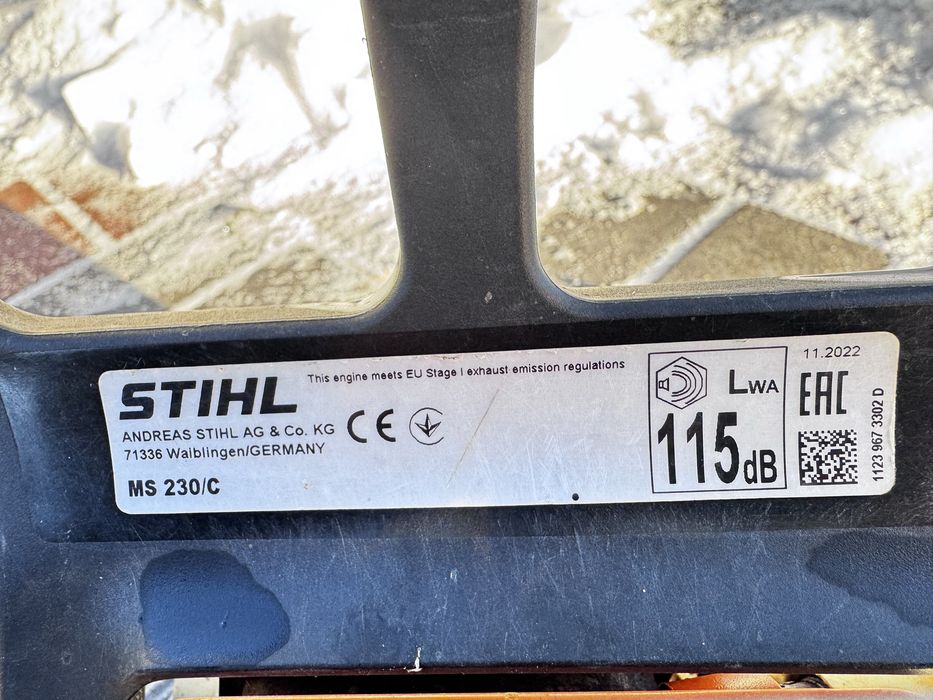 STIHL
This engine meets EU Stage I exhaust emission regulations
ANDREAS STIHL AG & Co. KG
71336 Waiblingen/GERMANY
CE
MS 230/C
LWA
115dB
11.2022
EAC
1123 967 3302 D